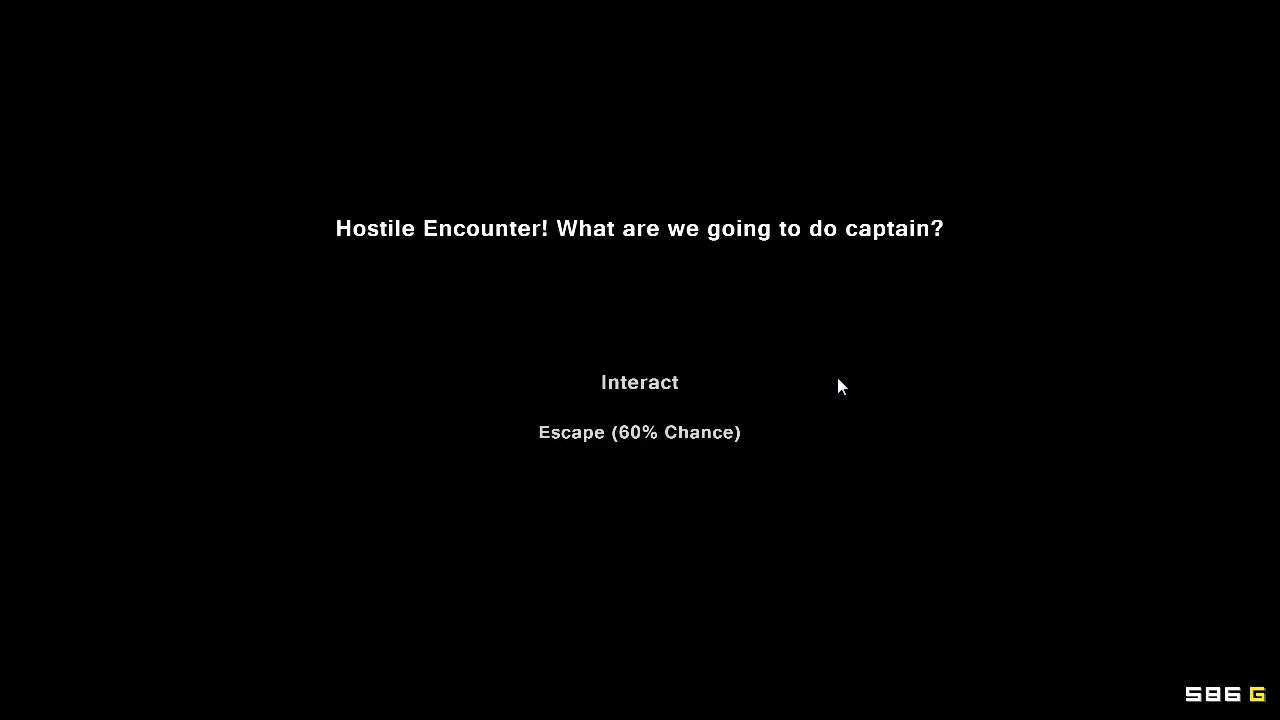 Hostile Encounter! What are we going to do captain?
Interact
Escape (60% Chance)
586 G